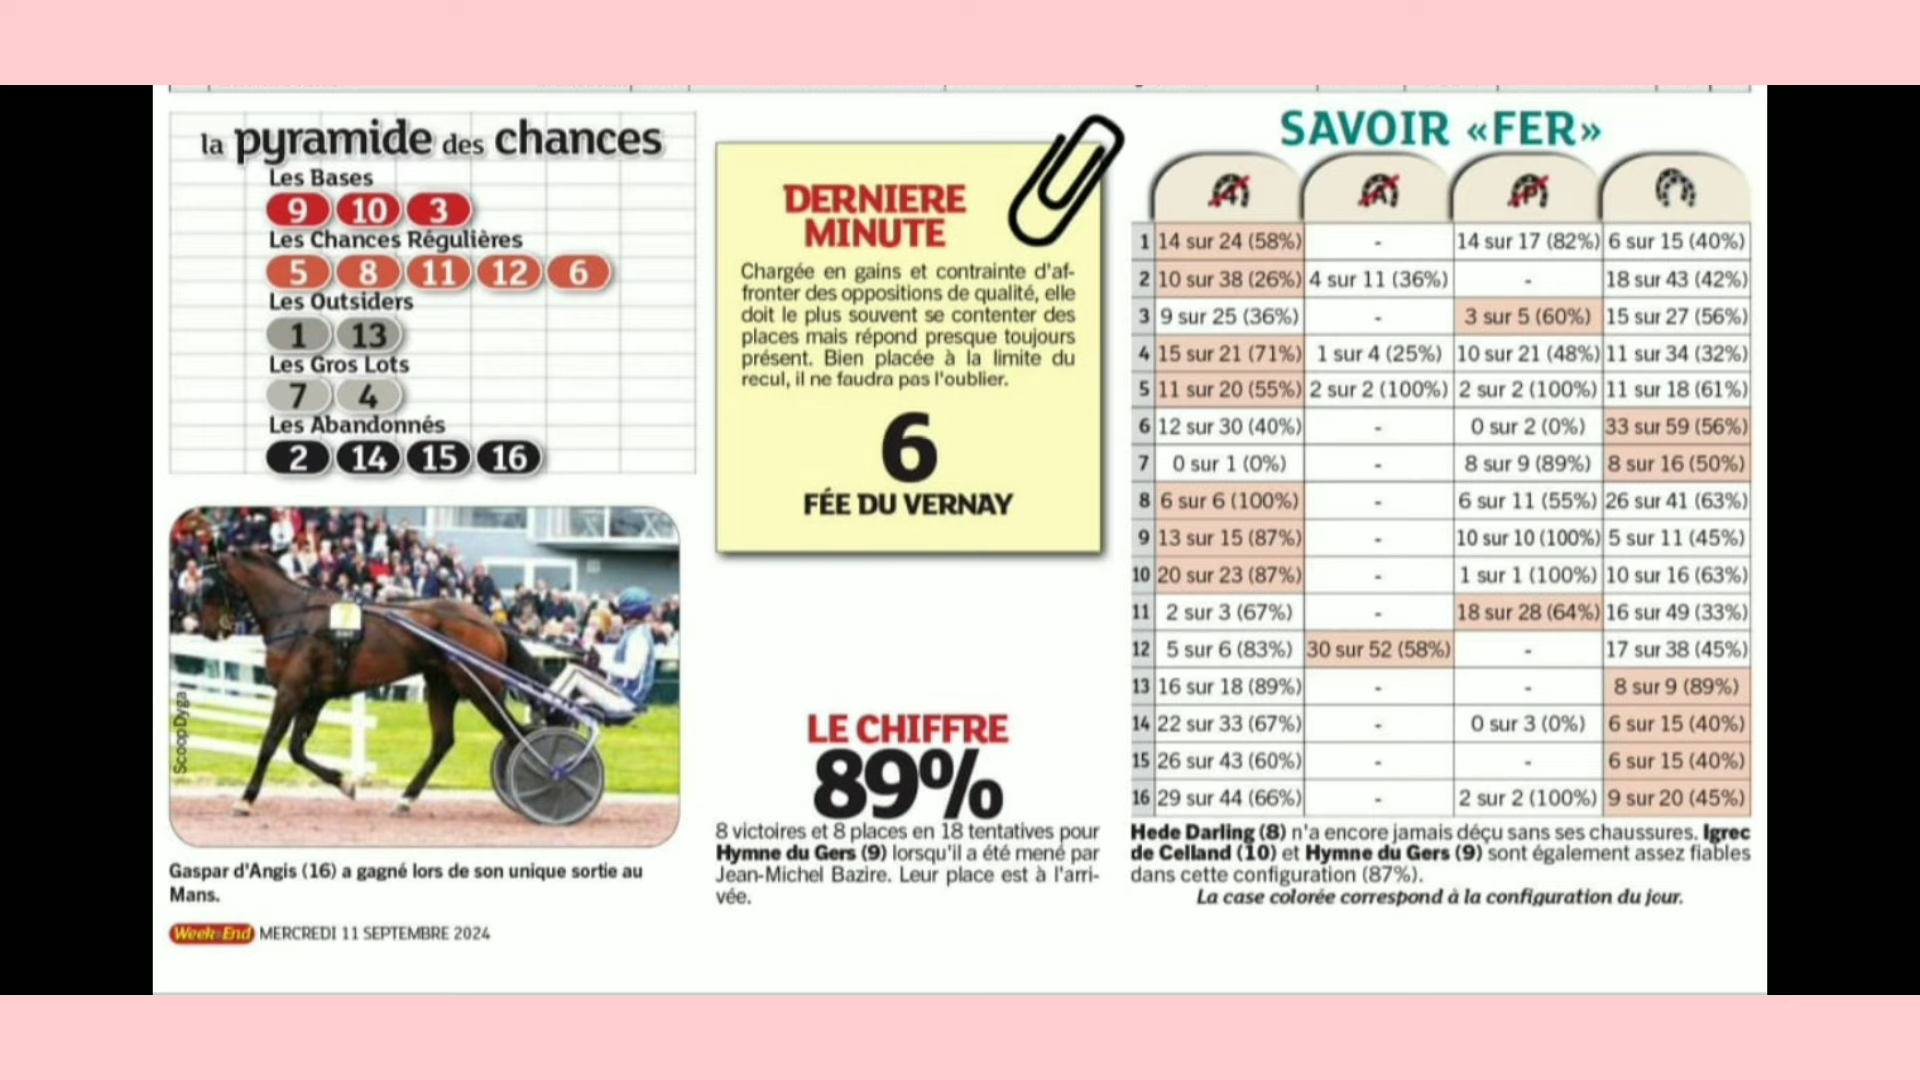 la pyramide des chances
Les Bases
9 10 3
Les Chances Régulières
5 8 11 12 6
Les Outsiders
1 13
Les Gros Lots
7 4
Les Abandonnés
2 14 15 16
ScoopDyga
Gaspar d'Angis (16) a gagné lors de son unique sortie au
Mans.
Week-End MERCREDI 11 SEPTEMBRE 2024
DERNIERE
MINUTE
Chargée en gains et contrainte d'af-
fronter des oppositions de qualité, elle
doit le plus souvent se contenter des
places mais répond presque toujours
présent. Bien placée à la limite du
recul, il ne faudra pas l'oublier.
6
FÉE DU VERNAY
LE CHIFFRE
89%
8 victoires et 8 places en 18 tentatives pour
Hymne du Gers (9) lorsqu'il a été mené par
Jean-Michel Bazire. Leur place est à l'arri-
vée.
SAVOIR «FER»
4 A P
1 14 sur 24 (58%) - 14 sur 17 (82%) 6 sur 15 (40%)
2 10 sur 38 (26%) 4 sur 11 (36%) - 18 sur 43 (42%)
3 9 sur 25 (36%) - 3 sur 5 (60%) 15 sur 27 (56%)
4 15 sur 21 (71%) 1 sur 4 (25%) 10 sur 21 (48%) 11 sur 34 (32%)
5 11 sur 20 (55%) 2 sur 2 (100%) 2 sur 2 (100%) 11 sur 18 (61%)
6 12 sur 30 (40%) - 0 sur 2 (0%) 33 sur 59 (56%)
7 0 sur 1 (0%) - 8 sur 9 (89%) 8 sur 16 (50%)
8 6 sur 6 (100%) - 6 sur 11 (55%) 26 sur 41 (63%)
9 13 sur 15 (87%) - 10 sur 10 (100%) 5 sur 11 (45%)
10 20 sur 23 (87%) - 1 sur 1 (100%) 10 sur 16 (63%)
11 2 sur 3 (67%) - 18 sur 28 (64%) 16 sur 49 (33%)
12 5 sur 6 (83%) 30 sur 52 (58%) - 17 sur 38 (45%)
13 16 sur 18 (89%) - - 8 sur 9 (89%)
14 22 sur 33 (67%) - 0 sur 3 (0%) 6 sur 15 (40%)
15 26 sur 43 (60%) - - 6 sur 15 (40%)
16 29 sur 44 (66%) - 2 sur 2 (100%) 9 sur 20 (45%)
Hede Darling (8) n'a encore jamais déçu sans ses chaussures. Igrec
de Celland (10) et Hymne du Gers (9) sont également assez fiables
dans cette configuration (87%).
La case colorée correspond à la configuration du jour.